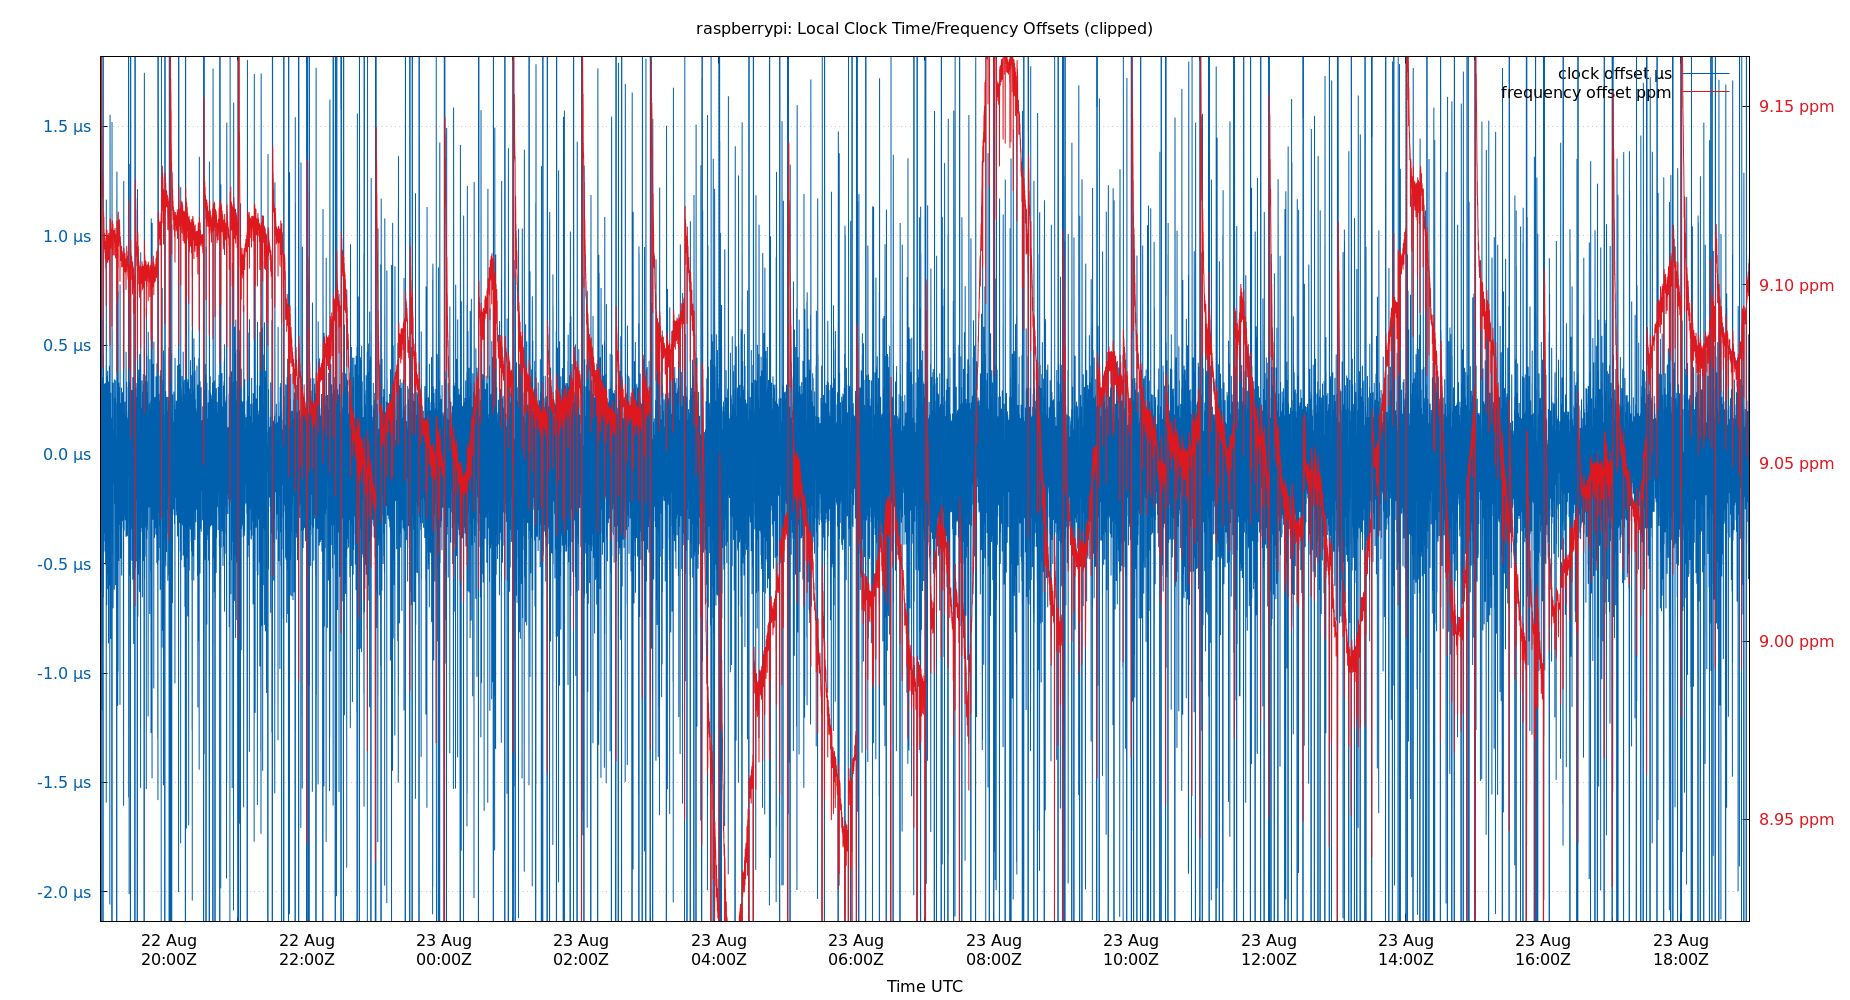 raspberrypi: Local Clock Time/Frequency Offsets (clipped)
clock offset µs
frequency offset ppm
1.5 µs
1.0 µs
0.5 µs
0.0 µs
-0.5 µs
-1.0 µs
-1.5 µs
-2.0 µs
9.15 ppm
9.10 ppm
9.05 ppm
9.00 ppm
8.95 ppm
22 Aug
20:00Z
22 Aug
22:00Z
23 Aug
00:00Z
23 Aug
02:00Z
23 Aug
04:00Z
23 Aug
06:00Z
23 Aug
08:00Z
23 Aug
10:00Z
23 Aug
12:00Z
23 Aug
14:00Z
23 Aug
16:00Z
23 Aug
18:00Z
Time UTC